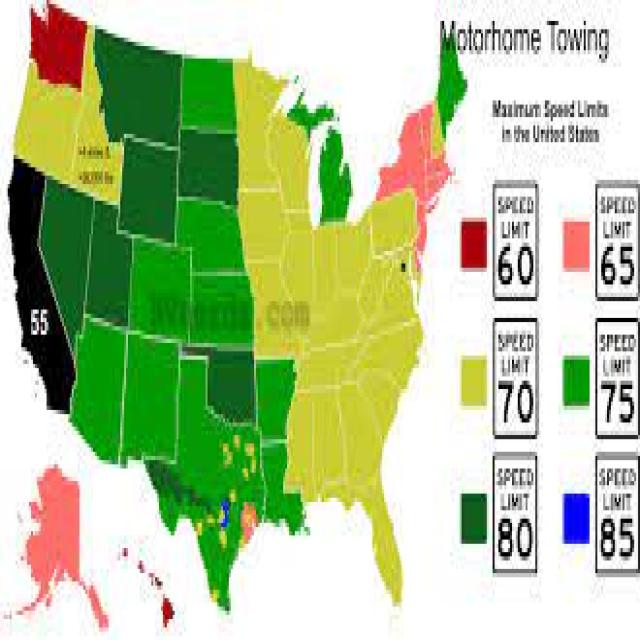 Motorhome Towing
Maximum Speed Limits
in the United States
SPEED
LIMIT
60
SPEED
LIMIT
65
SPEED
LIMIT
70
SPEED
LIMIT
75
SPEED
LIMIT
80
SPEED
LIMIT
85
55